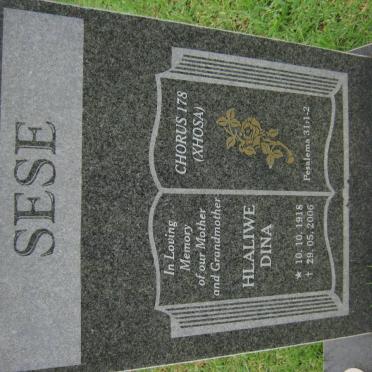 SESE
In Loving
Memory
of our Mother
and Grandmother
HLALIWE
DINA
★ 10. 10. 1918
✝ 29. 05. 2006
CHORUS 178
(XHOSA)
Pesalema 31:1-2